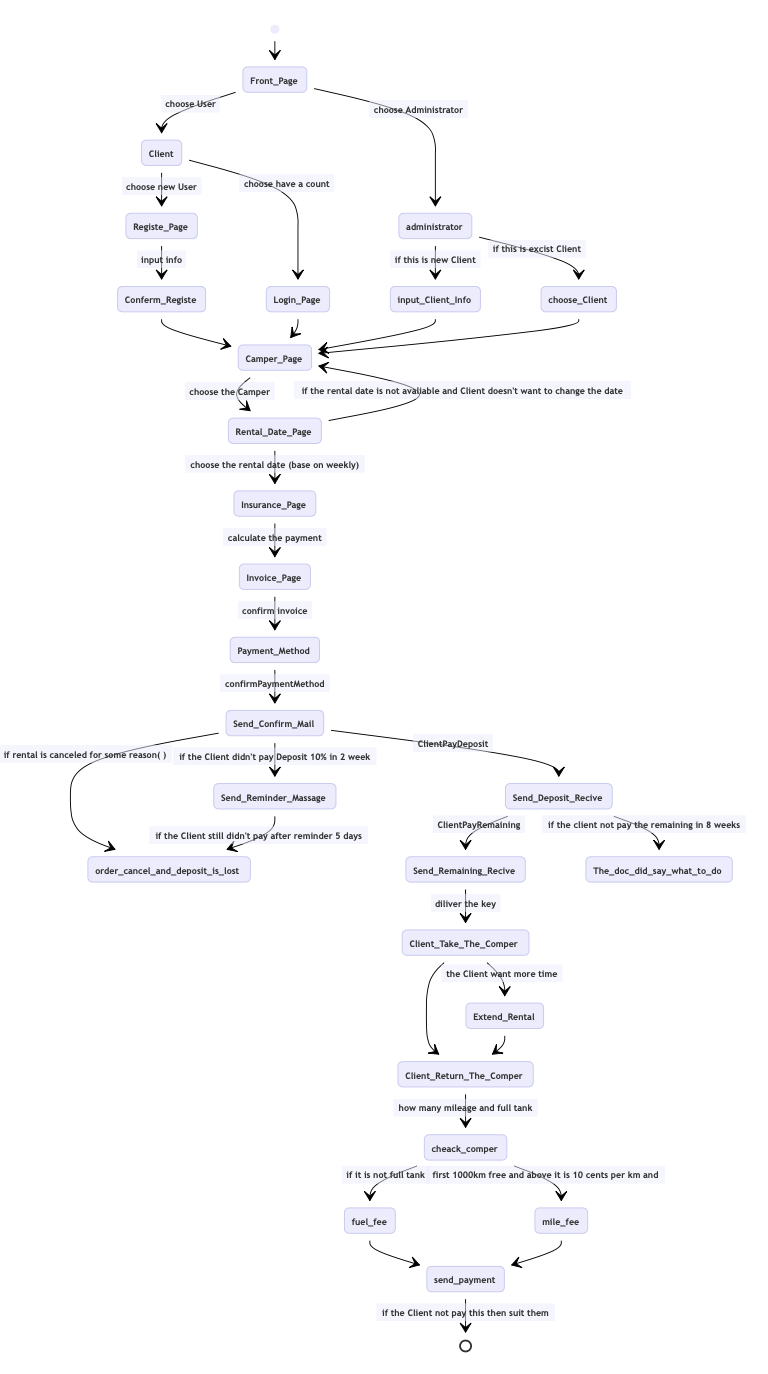 Front_Page
choose User
choose Administrator
Client
choose new User
choose have a count
Registe_Page
administrator
input info
if this is new Client
if this is excist Client
Conferm_Registe
Login_Page
input_Client_Info
choose_Client
Camper_Page
choose the Camper
if the rental date is not available and Client doesn't want to change the date
Rental_Date_Page
choose the rental date (base on weekly)
Insurance_Page
calculate the payment
Invoice_Page
confirm invoice
Payment_Method
confirmPaymentMethod
Send_Confirm_Mail
if rental is canceled for some reason( )
if the Client didn't pay Deposit 10% in 2 week
ClientPayDeposit
Send_Reminder_Massage
Send_Deposit_Recive
if the Client still didn't pay after reminder 5 days
ClientPayRemaining
if the client not pay the remaining in 8 weeks
order_cancel_and_deposit_is_lost
Send_Remaining_Recive
The_doc_did_say_what_to_do
diliver the key
Client_Take_The_Comper
the Client want more time
Extend_Rental
Client_Return_The_Comper
how many mileage and full tank
cheack_comper
if it is not full tank
first 1000km free and above it is 10 cents per km and
fuel_fee
mile_fee
send_payment
if the Client not pay this then suit them